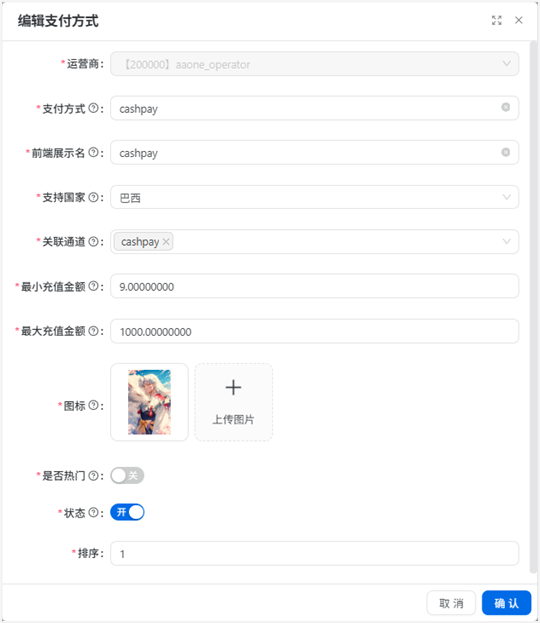 编辑支付方式
*运营商: 【200000】aaone_operator
*支付方式?: cashpay
*前端展示名?: cashpay
*支持国家?: 巴西
*关联通道?: cashpay
*最小充值金额?: 9.00000000
*最大充值金额?: 1000.00000000
*图标?: 上传图片
*是否热门?: 关
*状态?: 开
*排序: 1
取 消 确 认